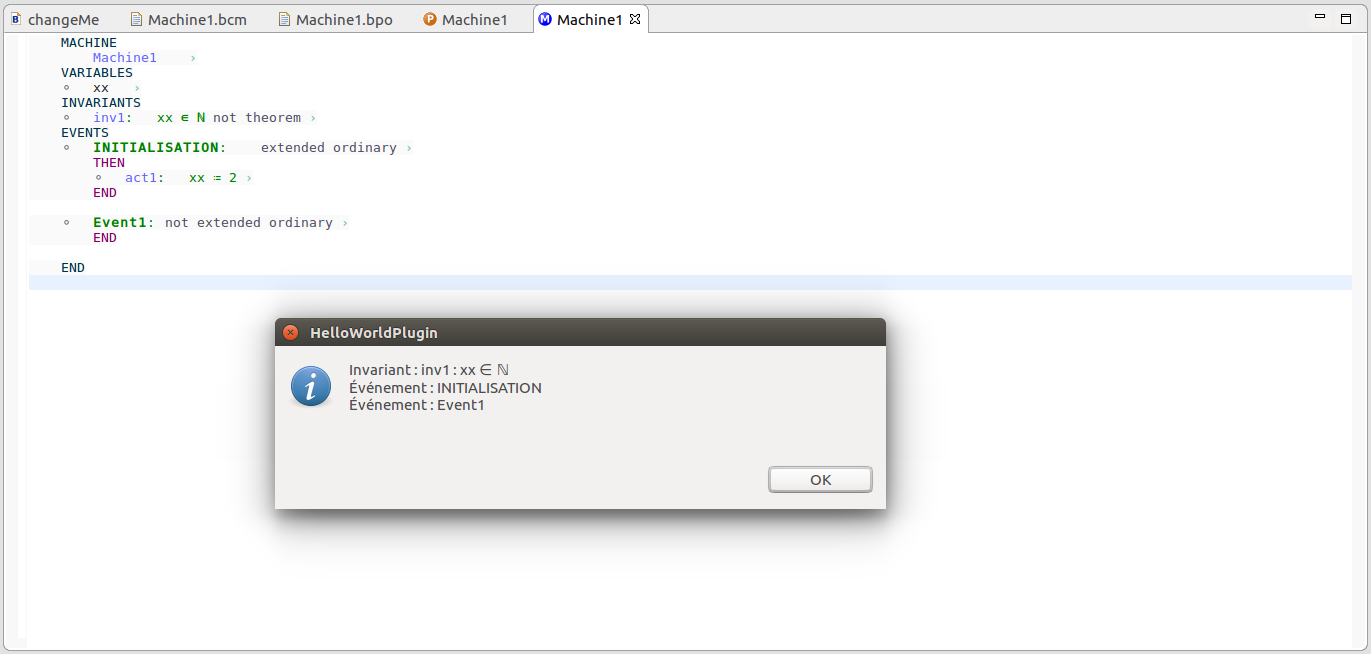 changeMe Machine1.bcm Machine1.bpo Machine1 Machine1
MACHINE
Machine1 ›
VARIABLES
xx ›
INVARIANTS
inv1: xx ∈ ℕ not theorem ›
EVENTS
INITIALISATION: extended ordinary ›
THEN
act1: xx ≔ 2 ›
END
Event1: not extended ordinary ›
END
END
HelloWorldPlugin
Invariant : inv1 : xx ∈ ℕ
Événement : INITIALISATION
Événement : Event1
OK